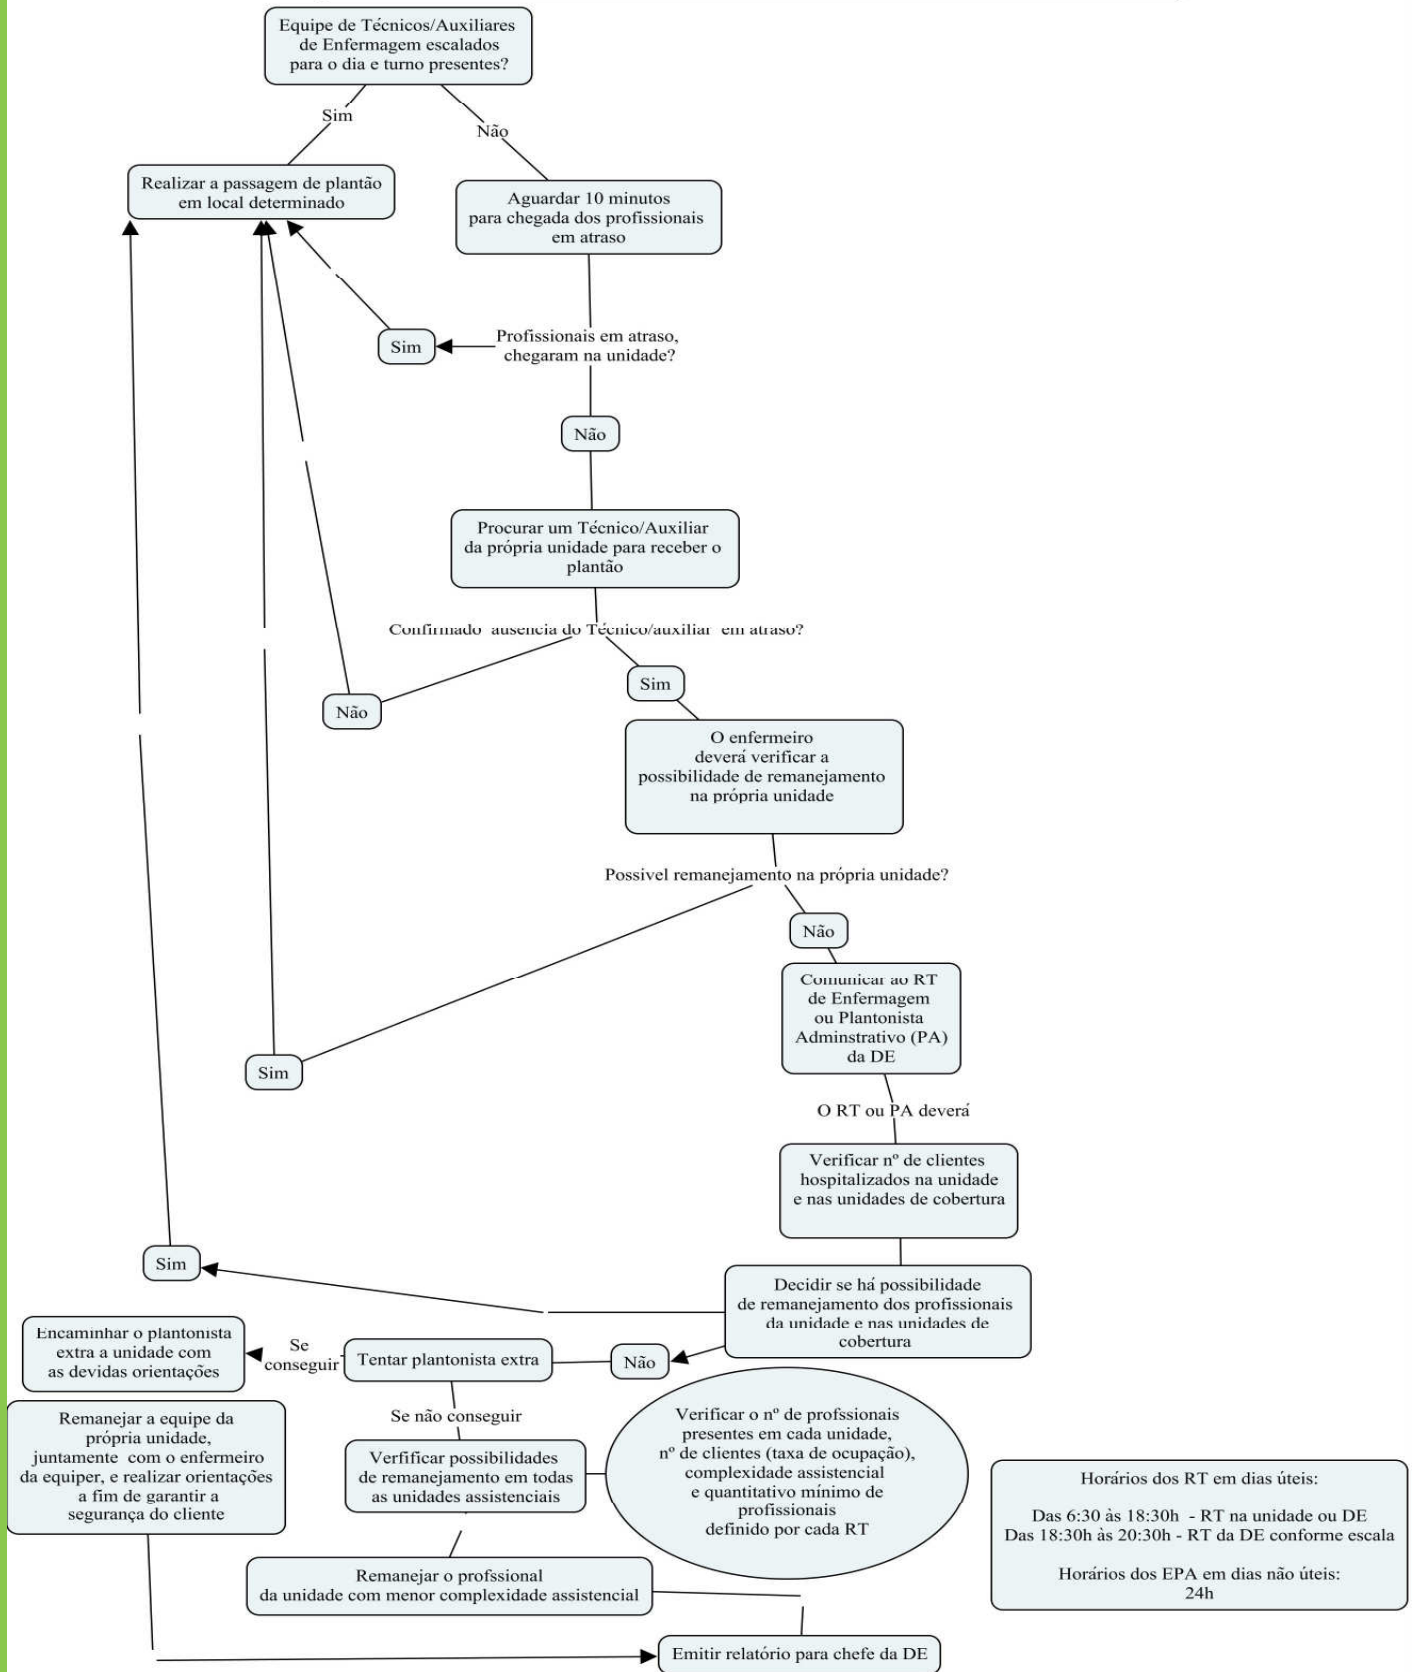 Equipe de Técnicos/Auxiliares
de Enfermagem escalados
para o dia e turno presentes?
Sim
Não
Realizar a passagem de plantão
em local determinado
Aguardar 10 minutos
para chegada dos profissionais
em atraso
Profissionais em atraso,
chegaram na unidade?
Sim
Não
Procurar um Técnico/Auxiliar
da própria unidade para receber o
plantão
Confirmado ausencia do Técnico/auxiliar em atraso?
Sim
Não
O enfermeiro
deverá verificar a
possibilidade de remanejamento
na própria unidade
Possivel remanejamento na própria unidade?
Não
Comunicar ao RT
de Enfermagem
ou Plantonista
Adminstrativo (PA)
da DE
Sim
O RT ou PA deverá
Verificar nº de clientes
hospitalizados na unidade
e nas unidades de cobertura
Sim
Decidir se há possibilidade
de remanejamento dos profissionais
da unidade e nas unidades de
cobertura
Encaminhar o plantonista
extra a unidade com
as devidas orientações
Se
conseguir
Tentar plantonista extra
Não
Se não conseguir
Remanejar a equipe da
própria unidade,
juntamente com o enfermeiro
da equiper, e realizar orientações
a fim de garantir a
segurança do cliente
Verfificar possibilidades
de remanejamento em todas
as unidades assistenciais
Verificar o nº de profssionais
presentes em cada unidade,
nº de clientes (taxa de ocupação),
complexidade assistencial
e quantitativo mínimo de
profissionais
definido por cada RT
Horários dos RT em dias úteis:
Das 6:30 às 18:30h - RT na unidade ou DE
Das 18:30h às 20:30h - RT da DE conforme escala
Horários dos EPA em dias não úteis:
24h
Remanejar o profssional
da unidade com menor complexidade assistencial
Emitir relatório para chefe da DE